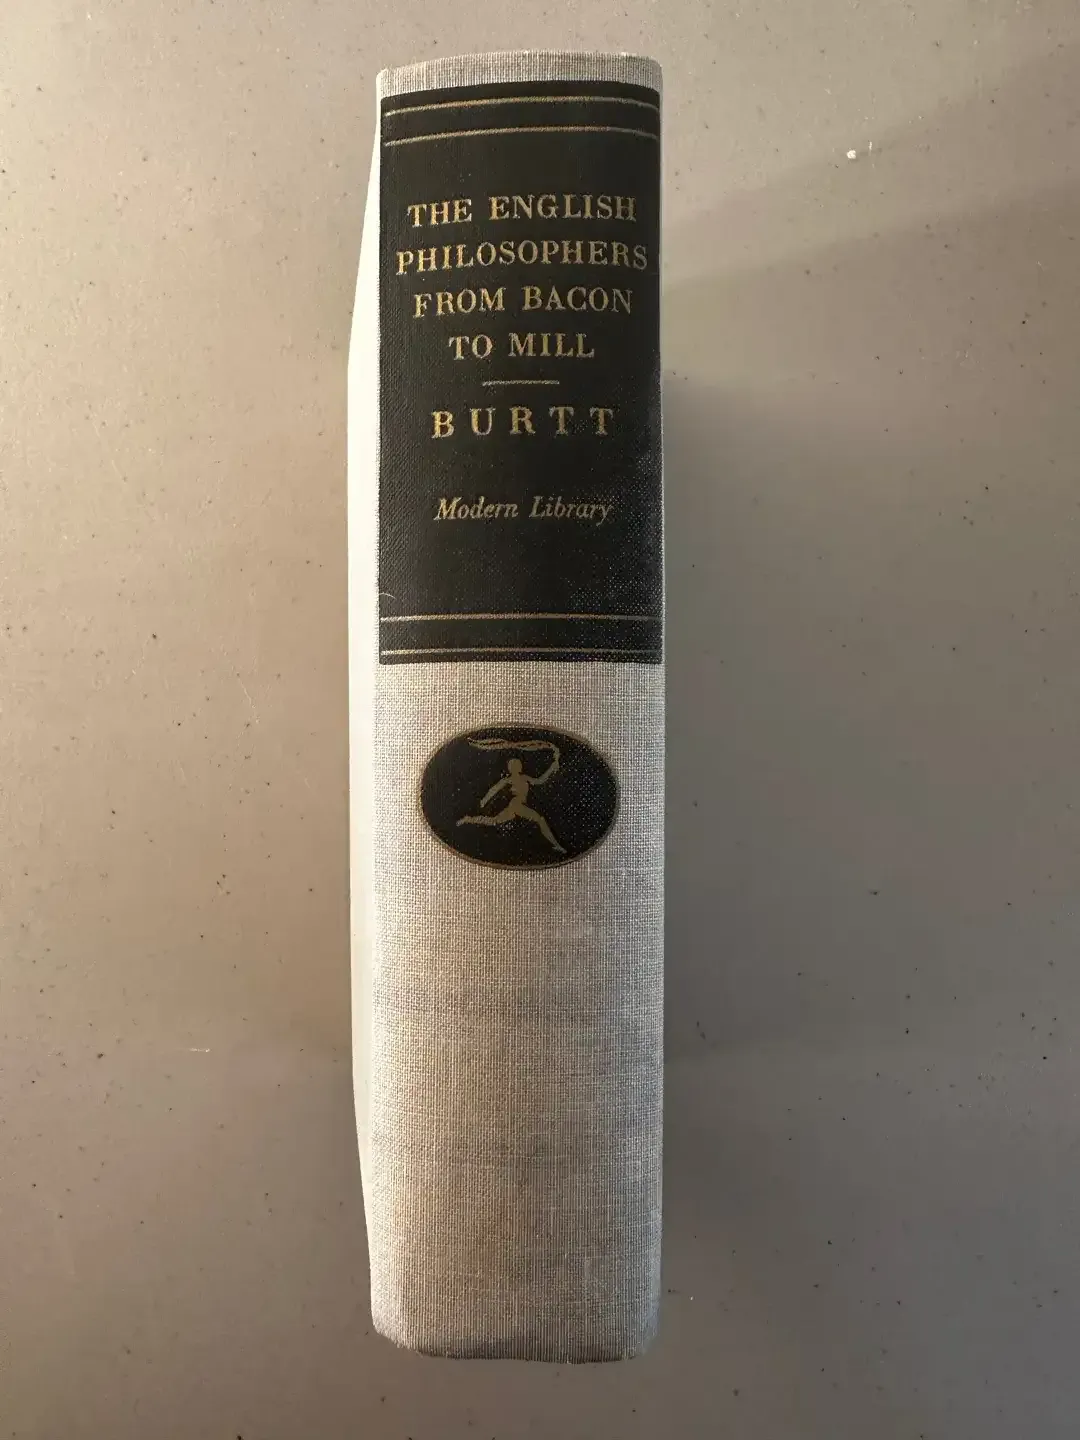 THE ENGLISH
PHILOSOPHERS
FROM BACON
TO MILL
BURTT
Modern Library